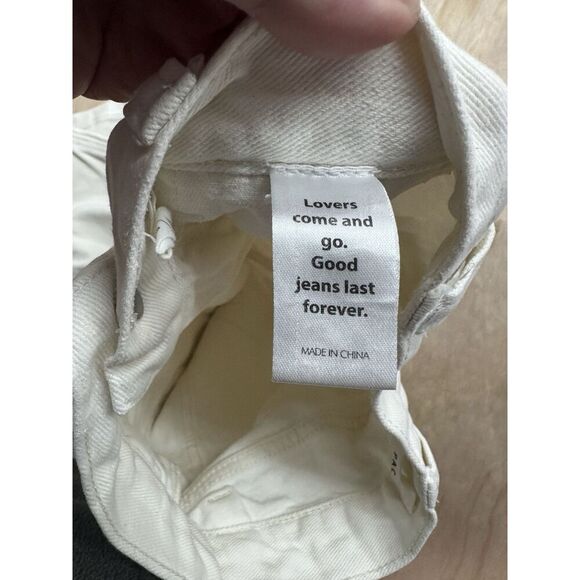 Lovers
come and
go.
Good
jeans last
forever.
MADE IN CHINA